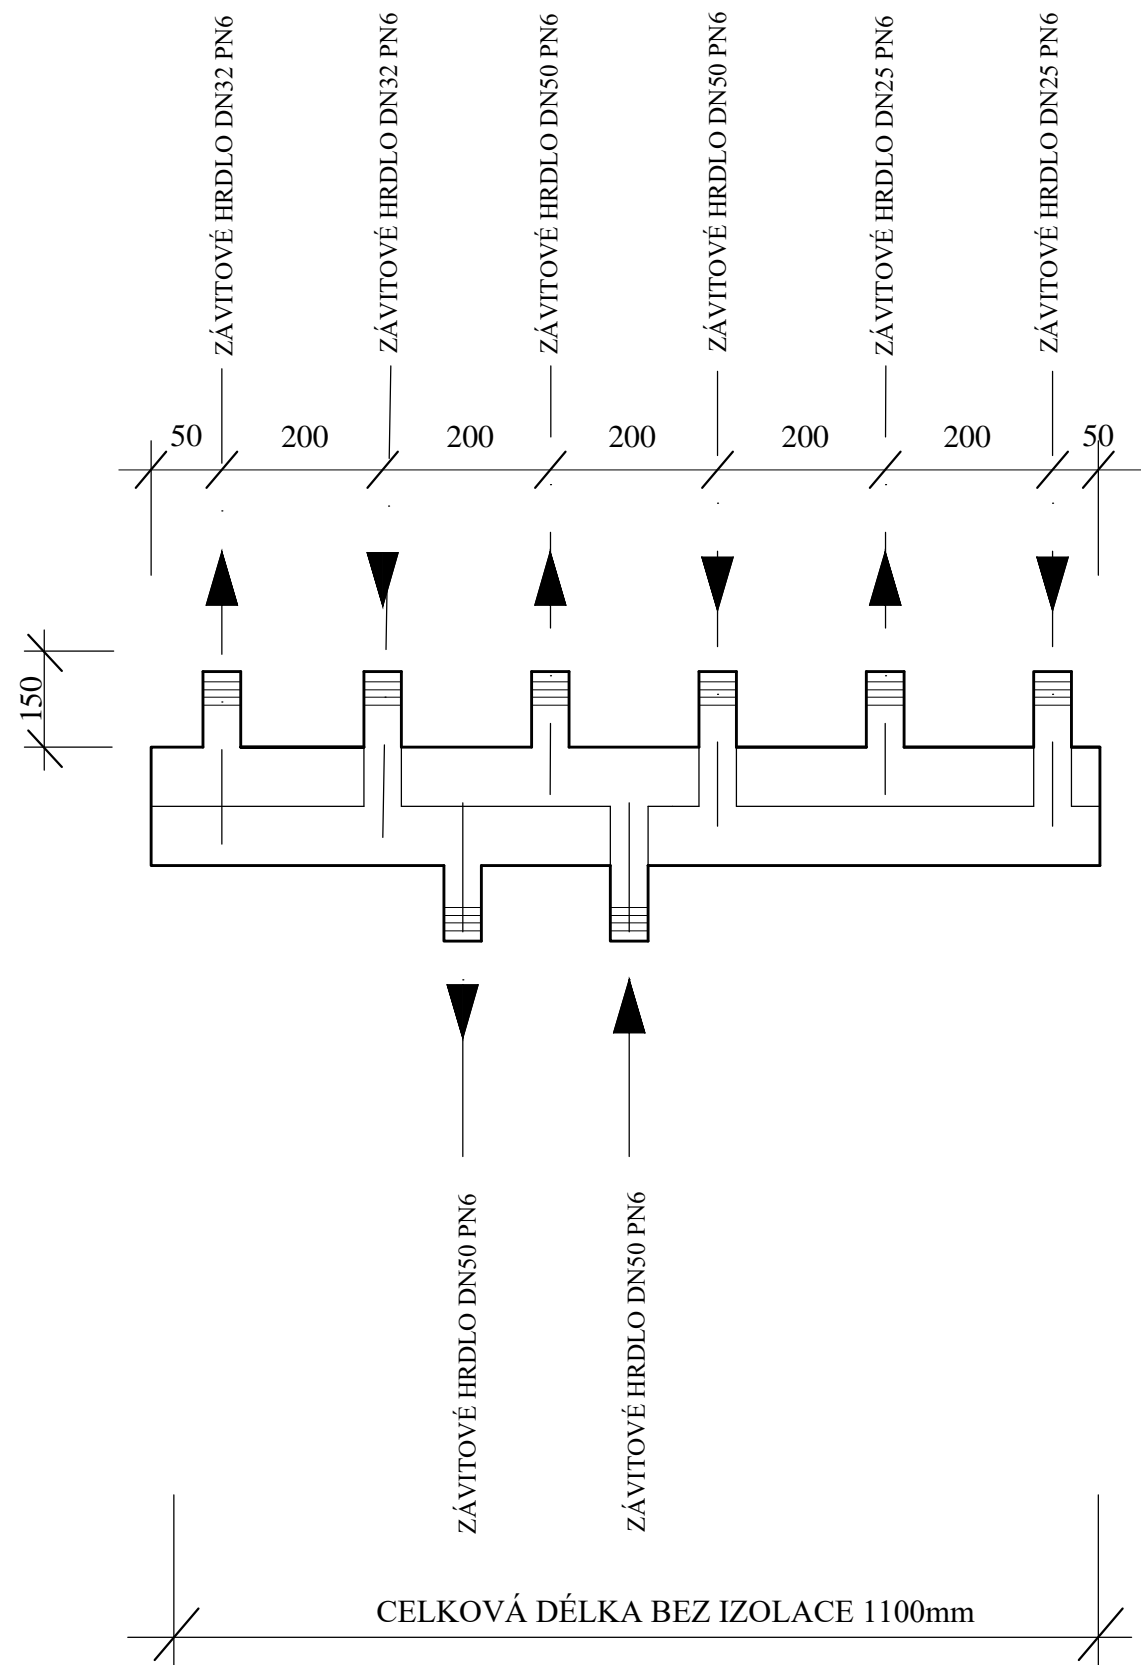 ZÁVITOVÉ HRDLO DN32 PN6
ZÁVITOVÉ HRDLO DN32 PN6
ZÁVITOVÉ HRDLO DN50 PN6
ZÁVITOVÉ HRDLO DN50 PN6
ZÁVITOVÉ HRDLO DN25 PN6
ZÁVITOVÉ HRDLO DN25 PN6
50
200
200
200
200
200
50
150
ZÁVITOVÉ HRDLO DN50 PN6
ZÁVITOVÉ HRDLO DN50 PN6
CELKOVÁ DÉLKA BEZ IZOLACE 1100mm